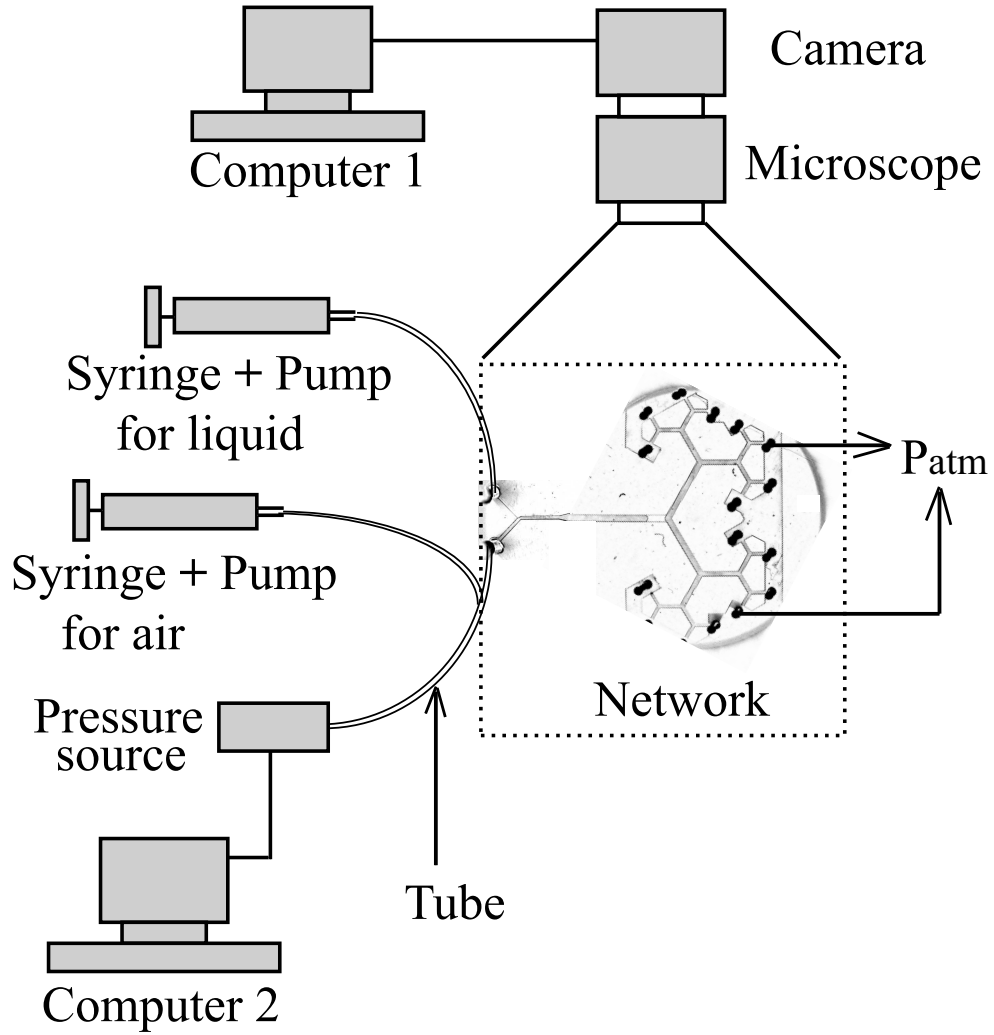 Camera
Computer 1
Microscope
Syringe + Pump
for liquid
Patm
Syringe + Pump
for air
Network
Pressure
source
Tube
Computer 2